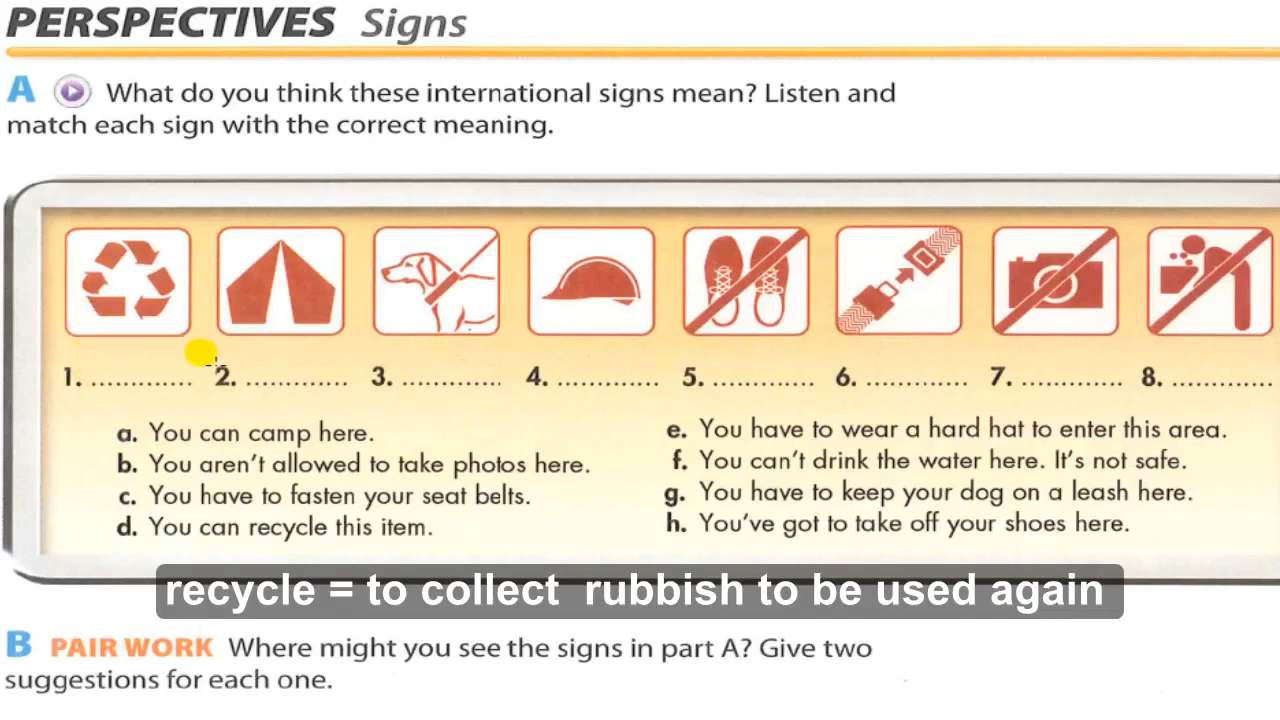 PERSPECTIVES Signs
A What do you think these international signs mean? Listen and
match each sign with the correct meaning.
1. ............ 2. ............ 3. ............ 4. ............ 5. ............ 6. ............ 7. ............ 8. ............
a. You can camp here.
b. You aren't allowed to take photos here.
c. You have to fasten your seat belts.
d. You can recycle this item.
e. You have to wear a hard hat to enter this area.
f. You can't drink the water here. It's not safe.
g. You have to keep your dog on a leash here.
h. You've got to take off your shoes here.
recycle = to collect rubbish to be used again
B PAIR WORK Where might you see the signs in part A? Give two
suggestions for each one.